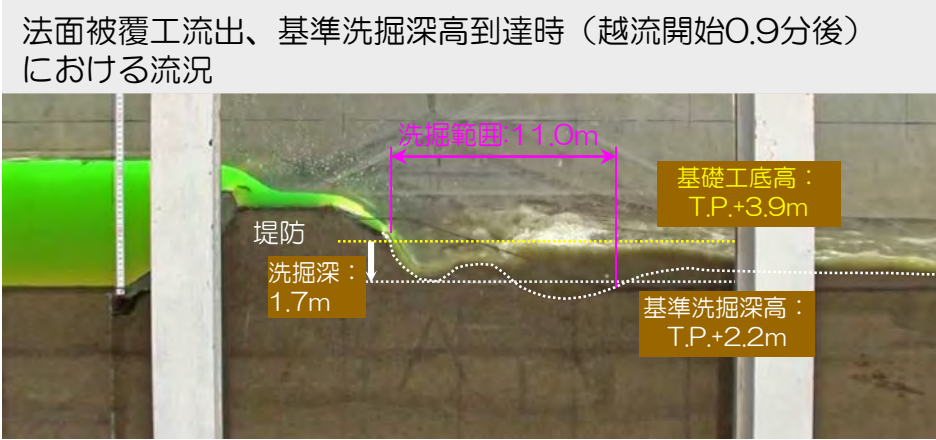 法面被覆工流出、基準洗掘深高到達時（越流開始0.9分後）
における流況
洗掘範囲:11.0m
基礎工底高：
T.P.+3.9m
堤防
洗掘深：
1.7m
基準洗掘深高：
T.P.+2.2m